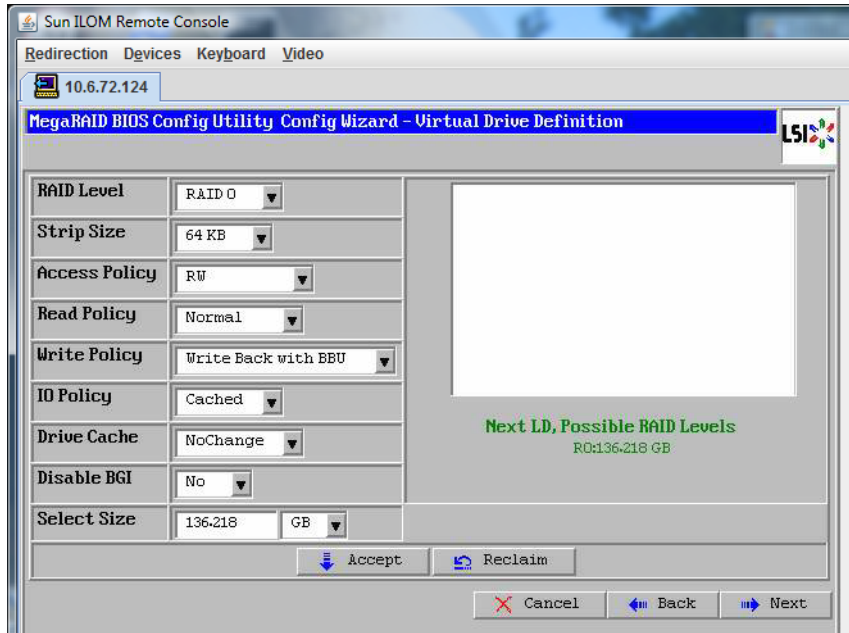 Sun ILOM Remote Console
Redirection Devices Keyboard Video
10.6.72.124
MegaRAID BIOS Config Utility Config Wizard - Virtual Drive Definition
LSI
RAID Level RAID 0
Strip Size 64 KB
Access Policy RW
Read Policy Normal
Write Policy Write Back with BBU
IO Policy Cached
Drive Cache NoChange
Disable BGI No
Select Size 136.218 GB
Next LD, Possible RAID Levels
R0:136.218 GB
Accept Reclaim
Cancel Back Next